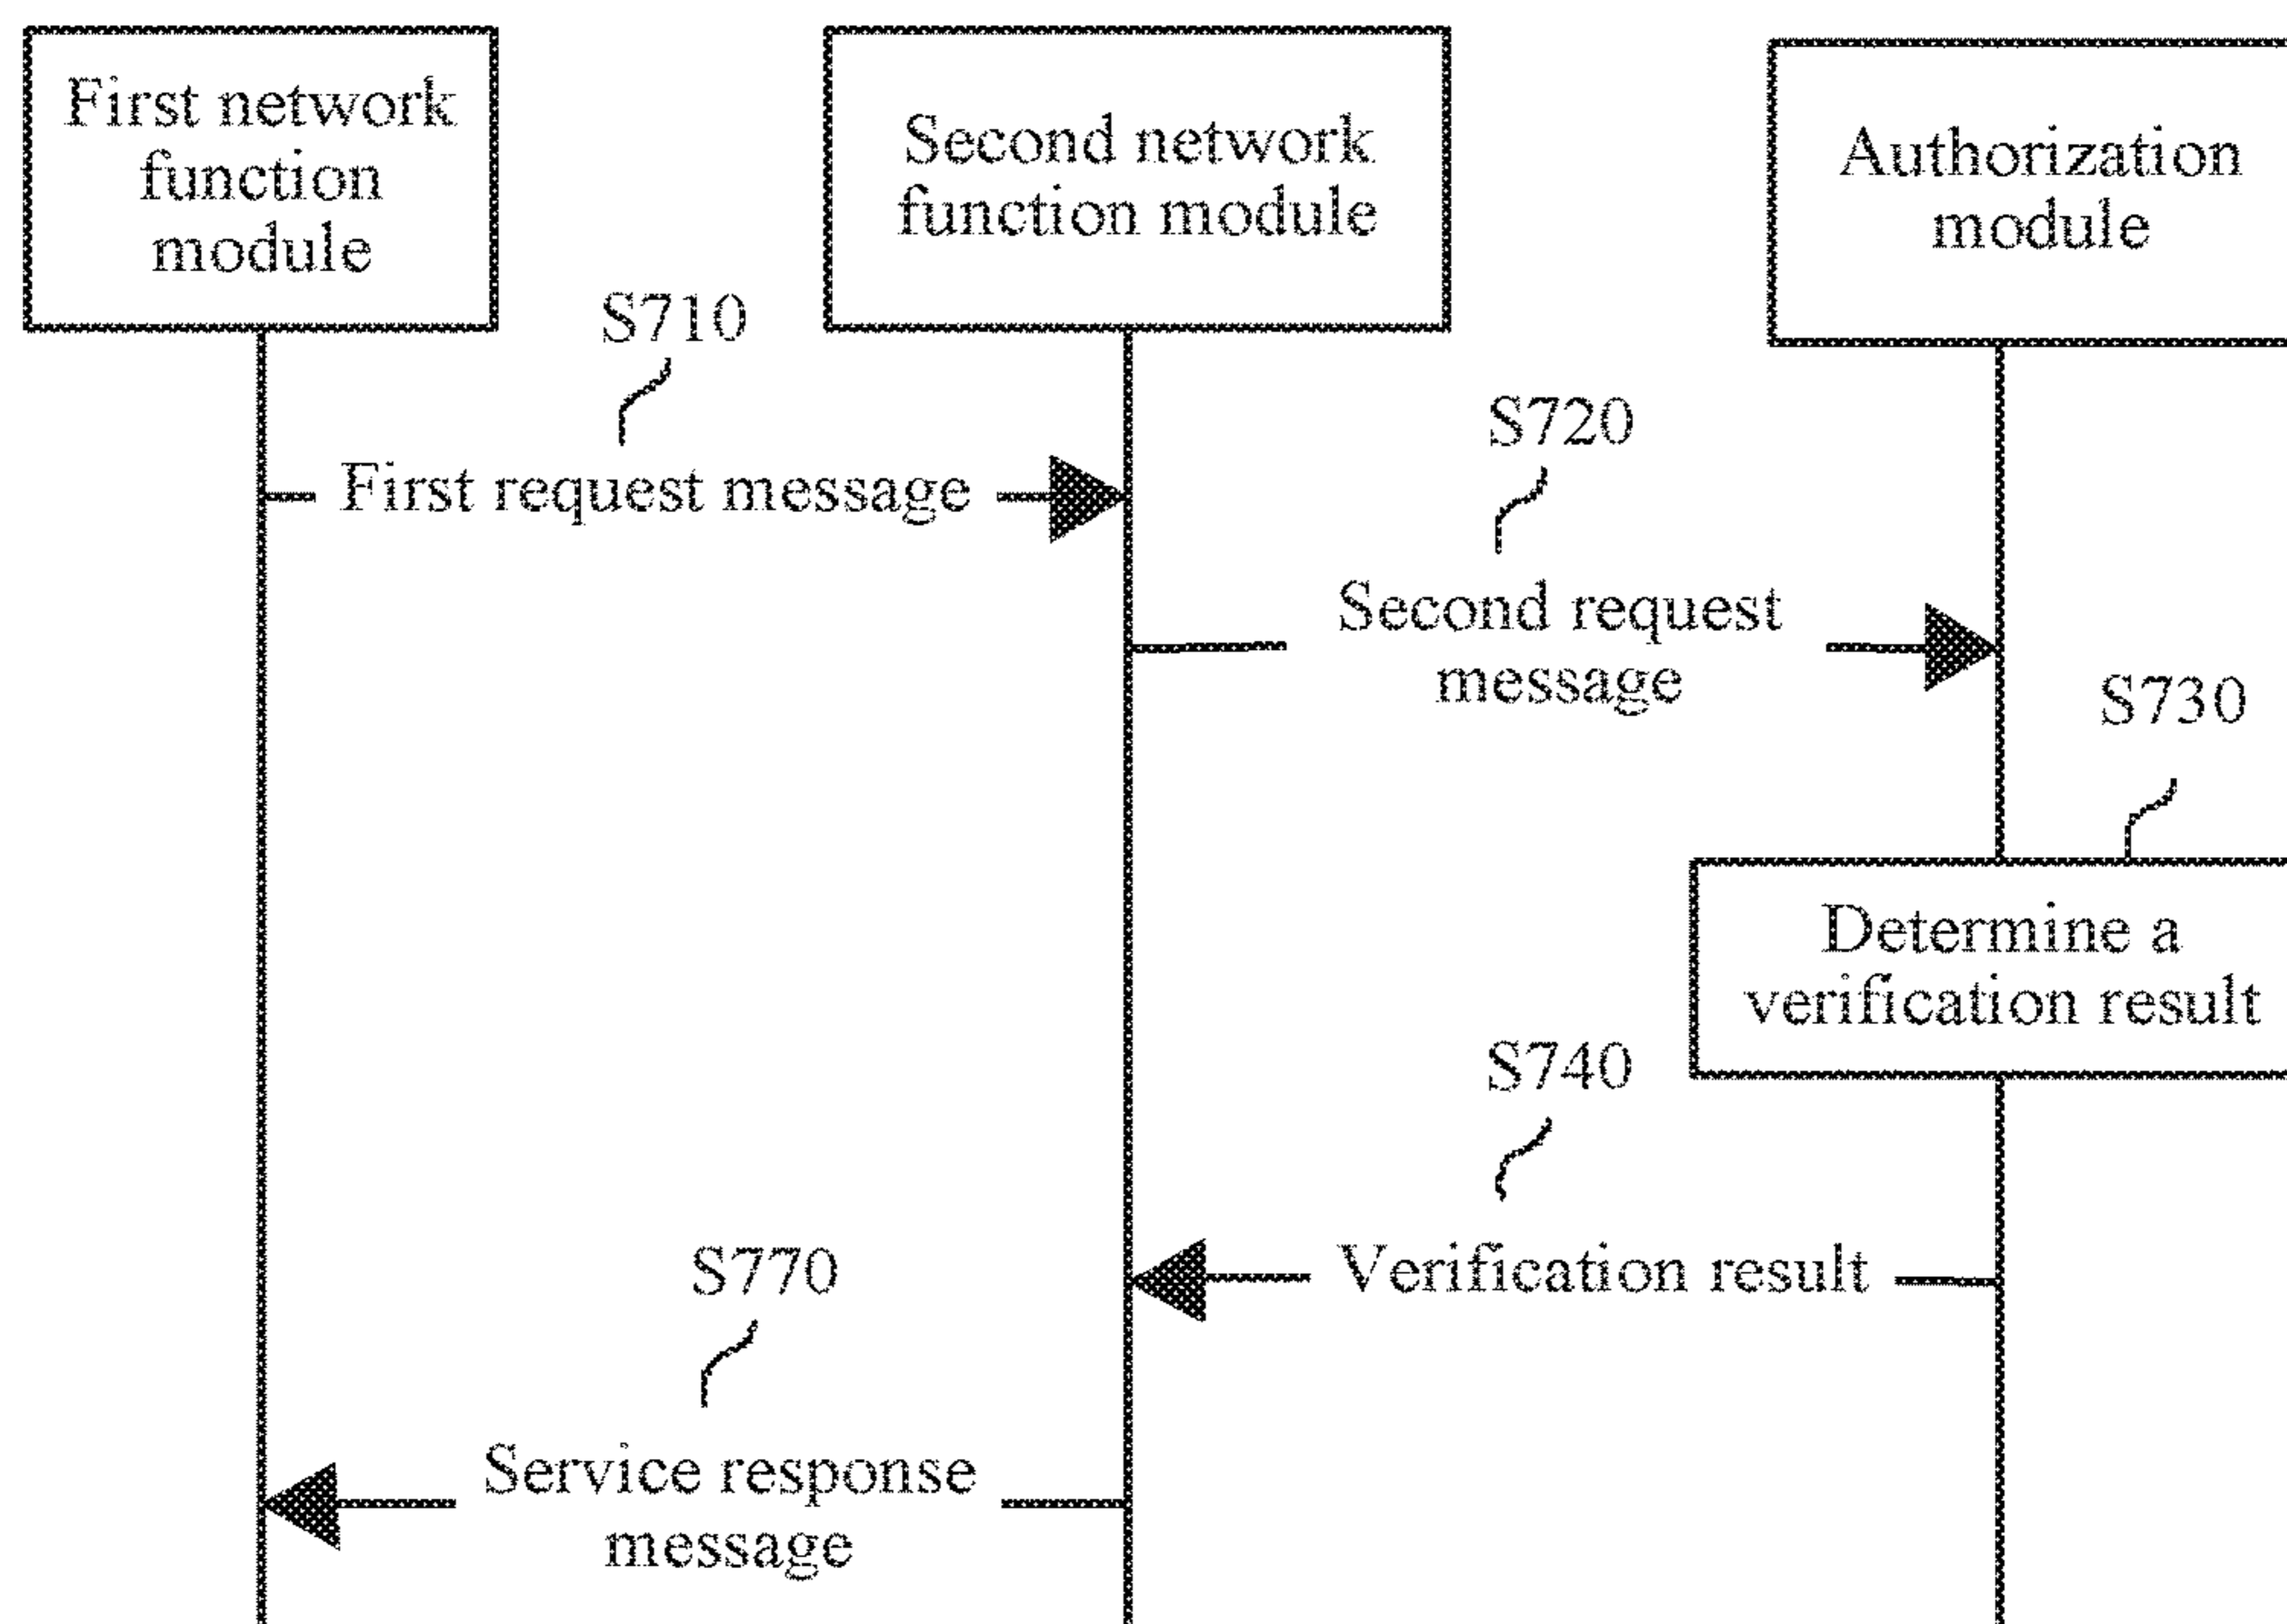 First network
function
module
Second network
function module
Authorization
module
S710
First request message
S720
Second request
message
S730
Determine a
verification result
S740
Verification result
S770
Service response
message